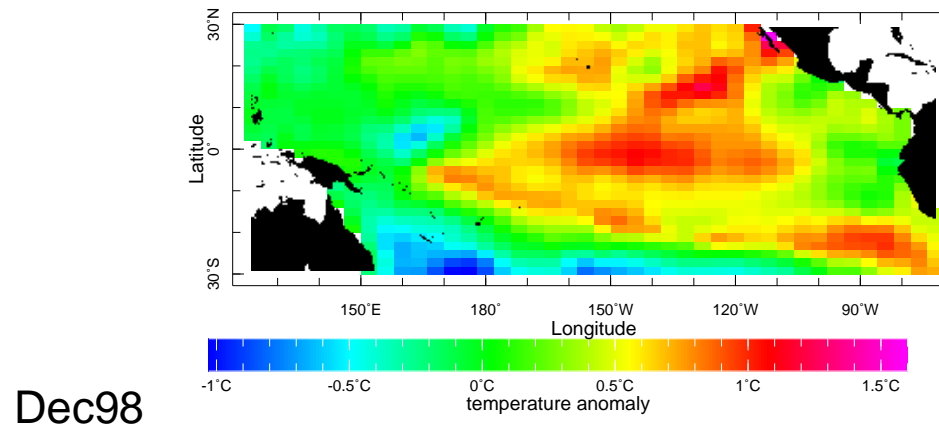 30˚N
0˚
30˚S
Latitude
150˚E 180˚ 150˚W 120˚W 90˚W
Longitude
-1˚C -0.5˚C 0˚C 0.5˚C 1˚C 1.5˚C
temperature anomaly
Dec98